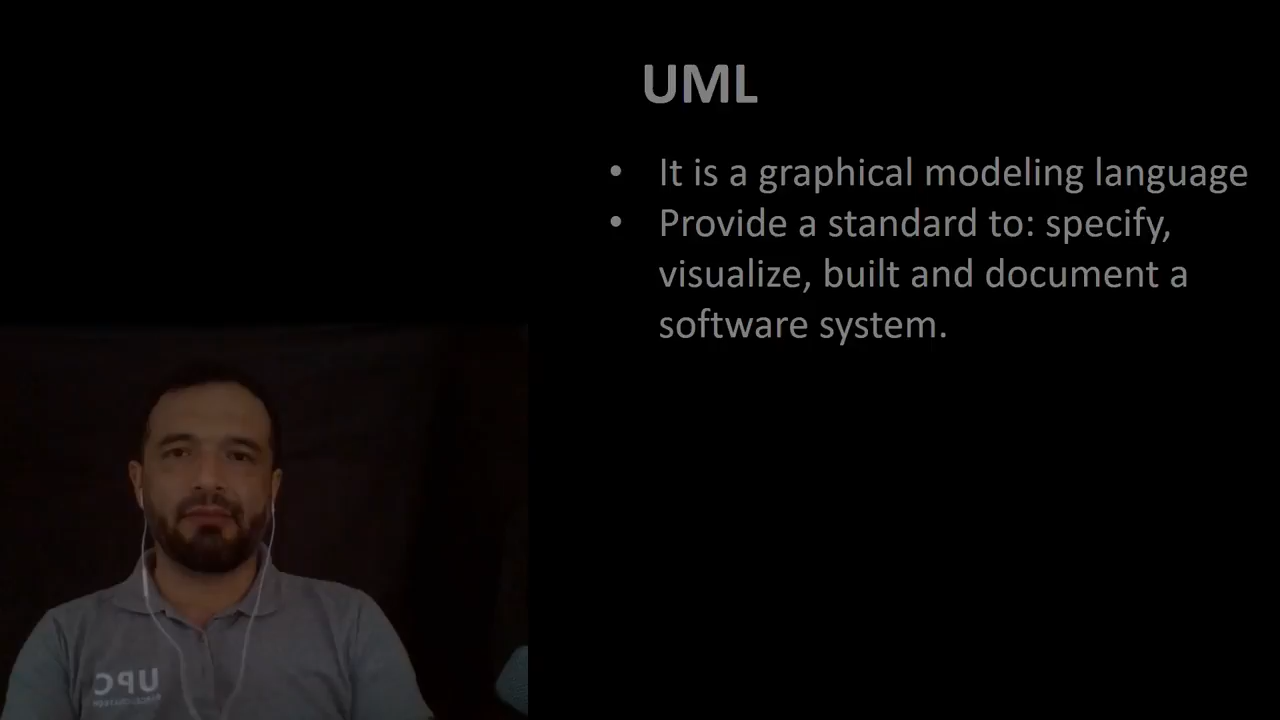 UML
• It is a graphical modeling language
• Provide a standard to: specify,
visualize, built and document a
software system.
UPC